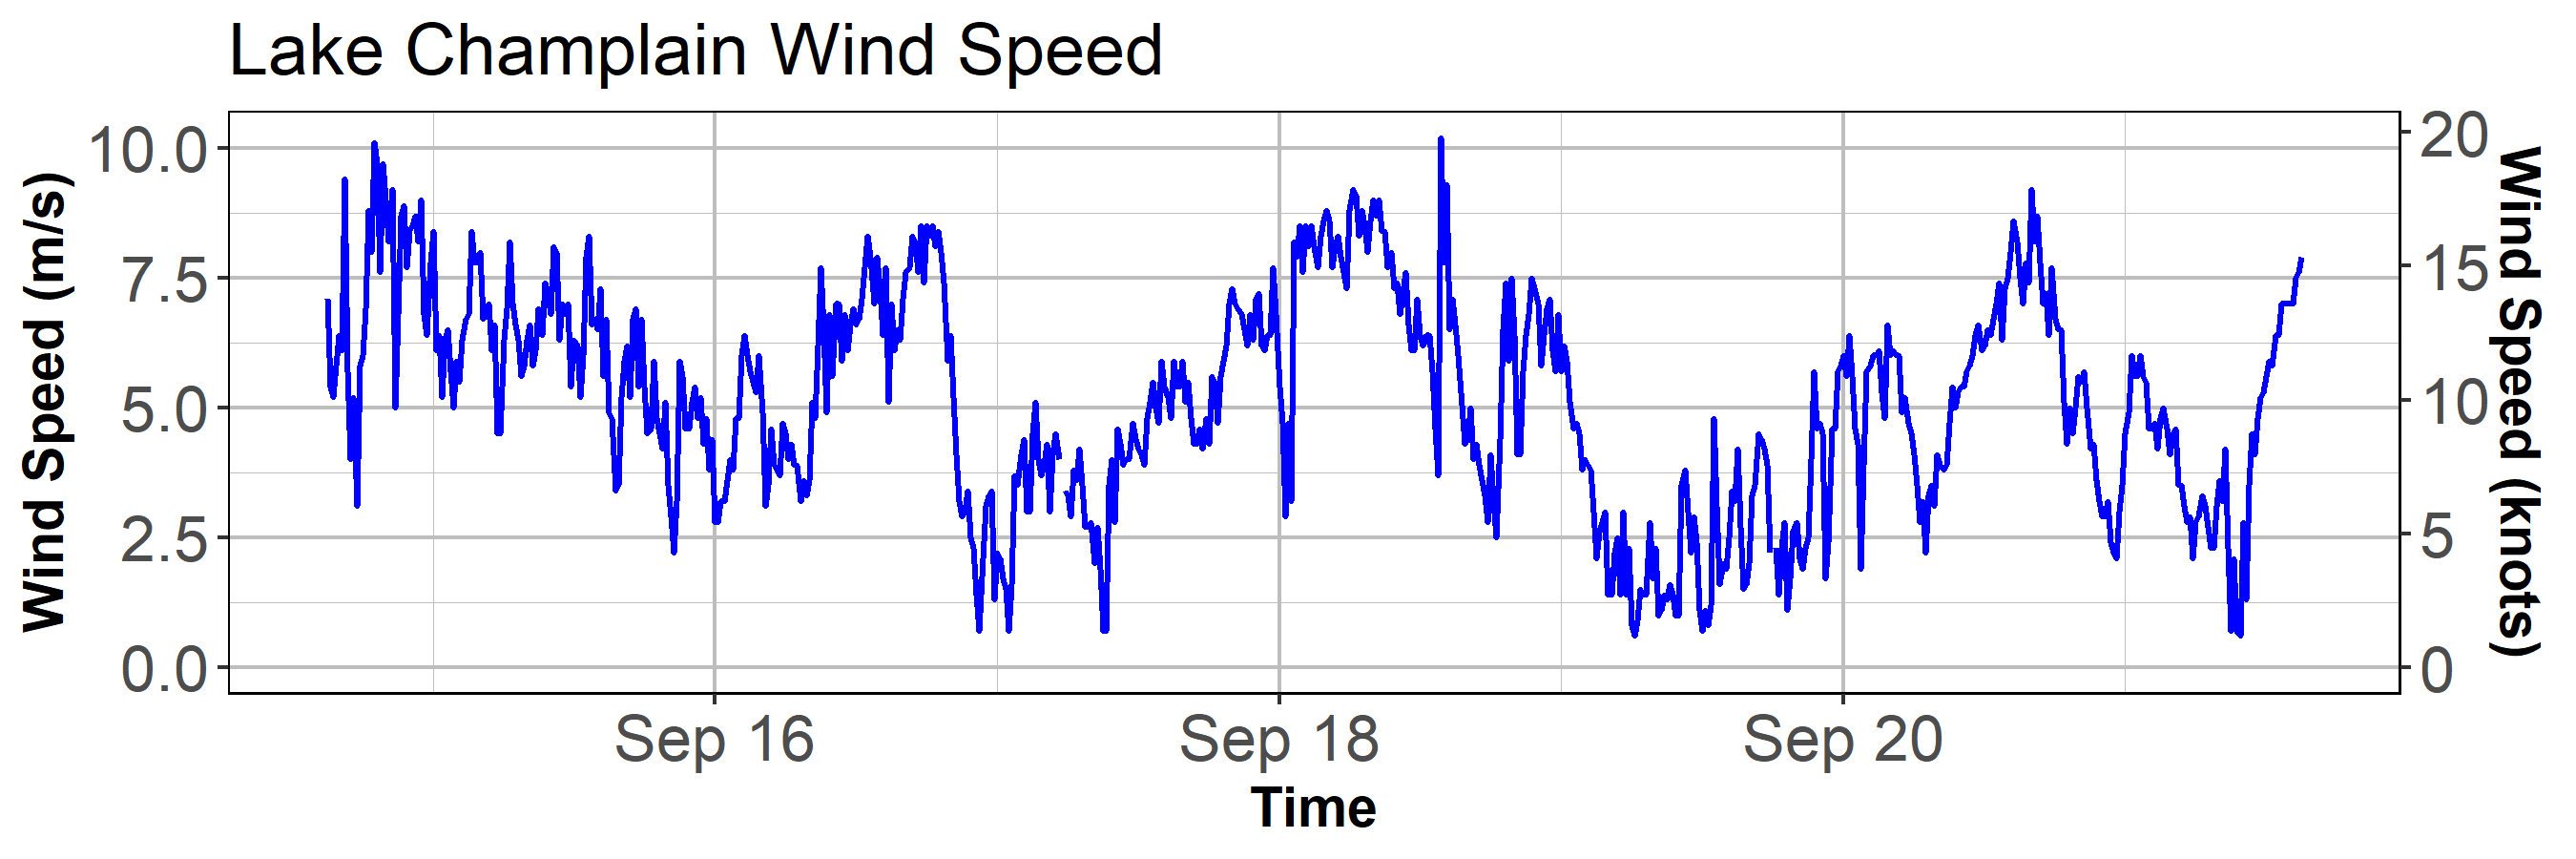 Lake Champlain Wind Speed
Wind Speed (m/s)
10.0
7.5
5.0
2.5
0.0
20
15
10
5
0
Wind Speed (knots)
Sep 16
Sep 18
Sep 20
Time